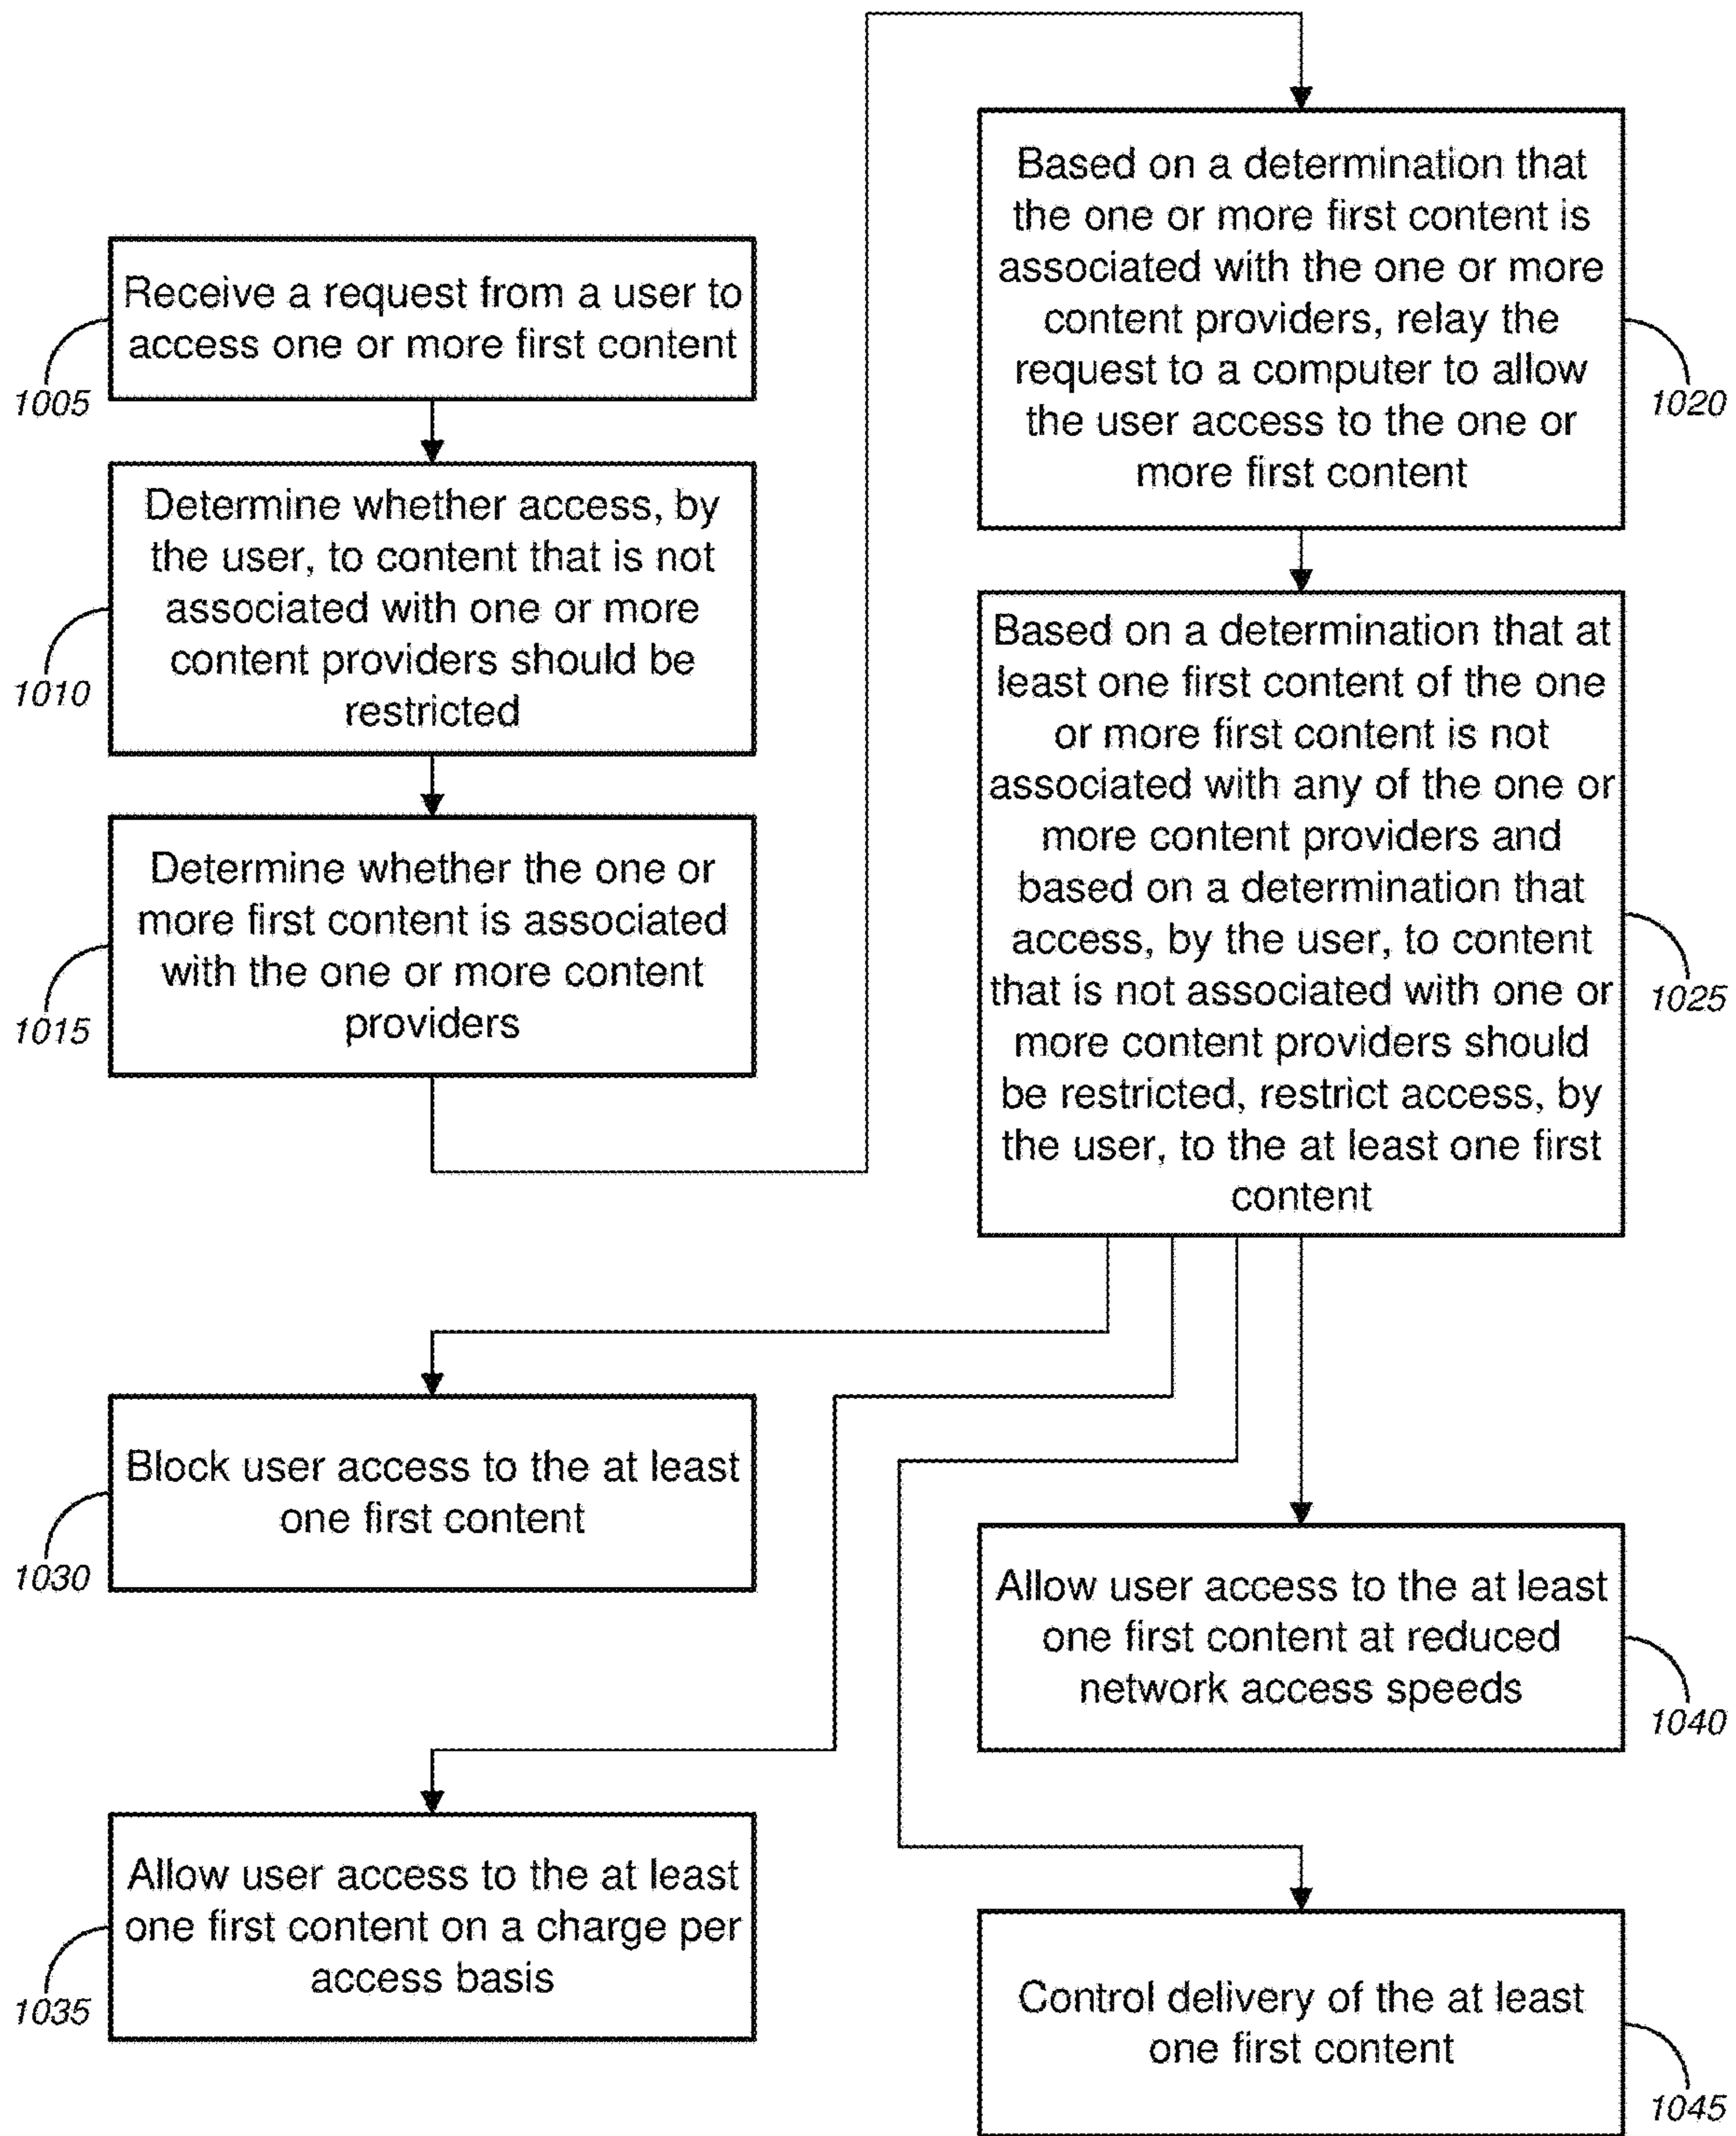 Receive a request from a user to
access one or more first content
1005
Determine whether access, by
the user, to content that is not
associated with one or more
content providers should be
restricted
1010
Determine whether the one or
more first content is associated
with the one or more content
providers
1015
Based on a determination that
the one or more first content is
associated with the one or more
content providers, relay the
request to a computer to allow
the user access to the one or
more first content
1020
Based on a determination that at
least one first content of the one
or more first content is not
associated with any of the one or
more content providers and
based on a determination that
access, by the user, to content
that is not associated with one or
more content providers should
be restricted, restrict access, by
the user, to the at least one first
content
1025
Block user access to the at least
one first content
1030
Allow user access to the at least
one first content on a charge per
access basis
1035
Allow user access to the at least
one first content at reduced
network access speeds
1040
Control delivery of the at least
one first content
1045